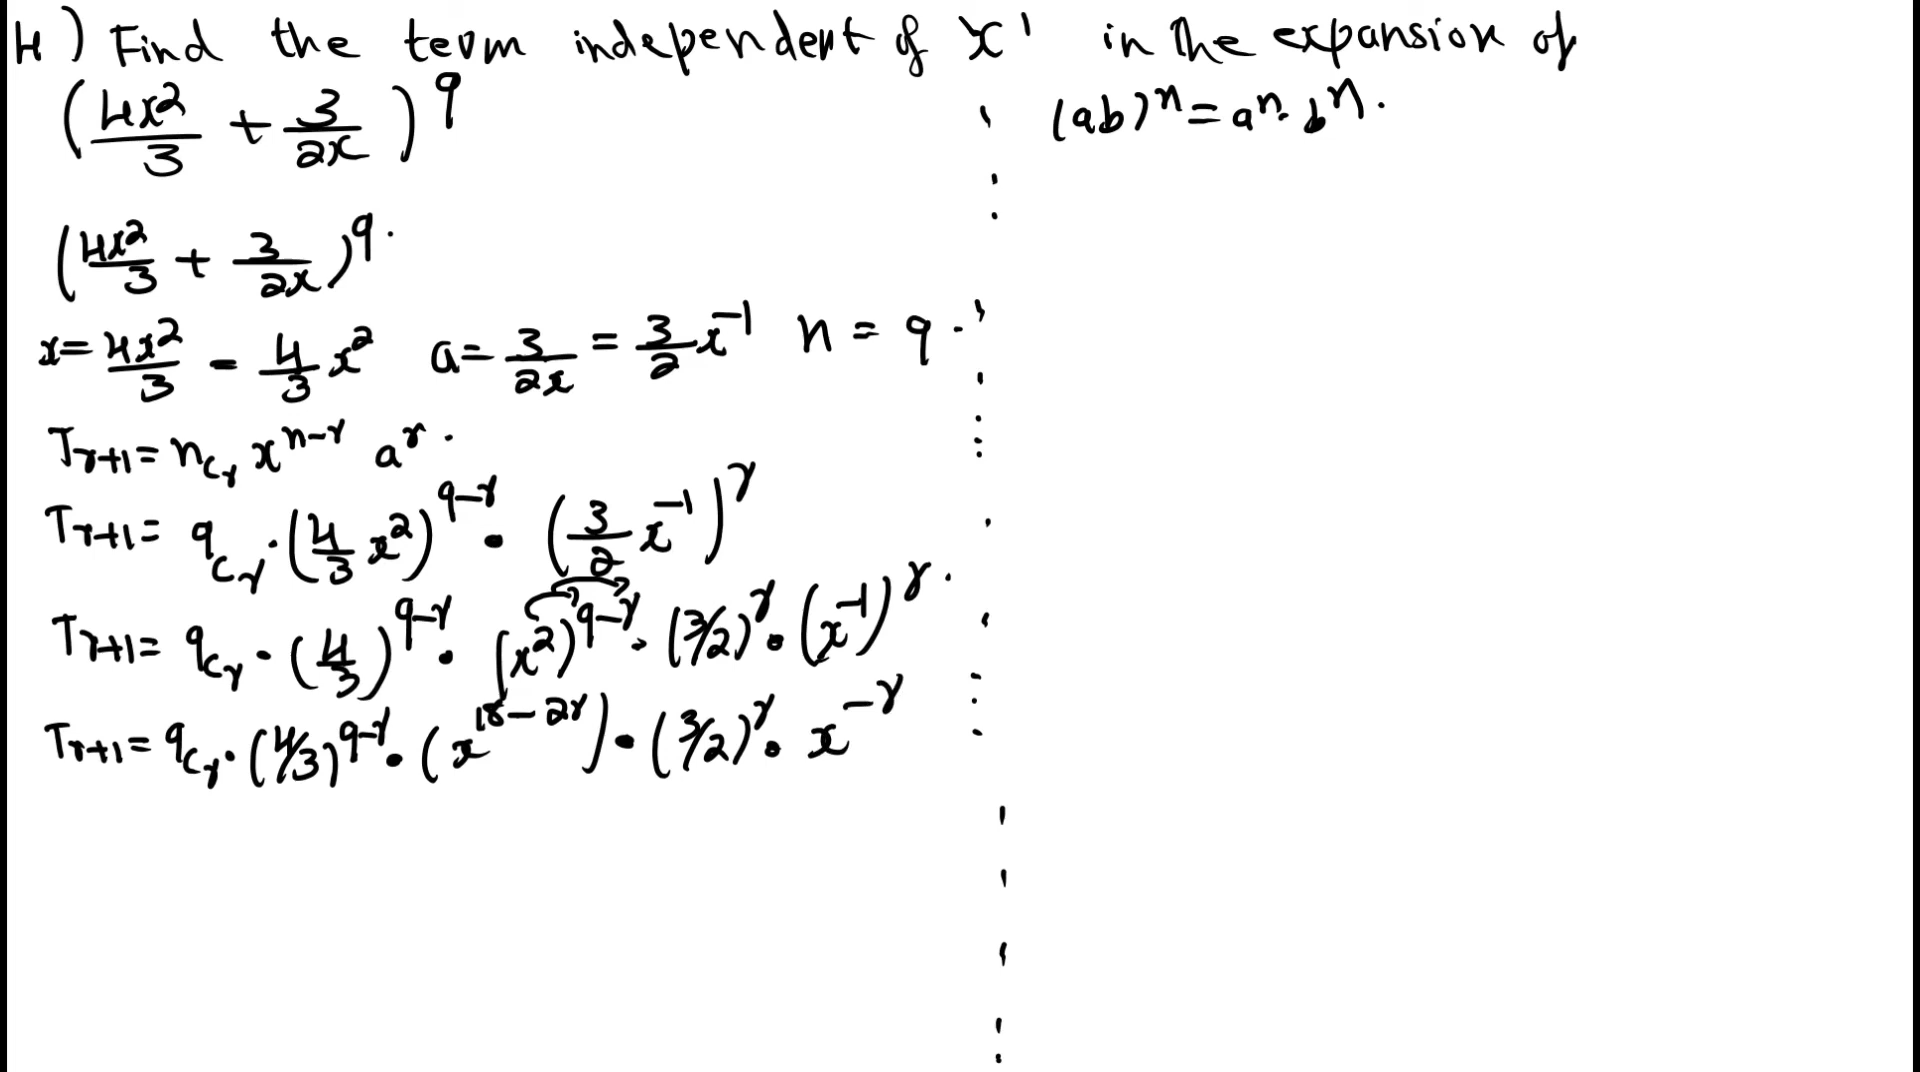 4) Find the term independent of x' in the expansion of
(4x²/3 + 3/2x)⁹
(4x²/3 + 3/2x)⁹.
x = 4x²/3 = 4/3 x² a = 3/2x = 3/2 x⁻¹ n = 9.
Tr+1 = nCr xⁿ⁻ʳ aʳ.
Tr+1 = 9Cr · (4/3 x²)⁹⁻ʳ · (3/2 x⁻¹)ʳ
Tr+1 = 9Cr · (4/3)⁹⁻ʳ · (x²)⁹⁻ʳ · (3/2)ʳ · (x⁻¹)ʳ.
Tr+1 = 9Cr · (4/3)⁹⁻ʳ · (x¹⁸⁻²ʳ) · (3/2)ʳ · x⁻ʳ
(ab)ⁿ = aⁿ · bⁿ.